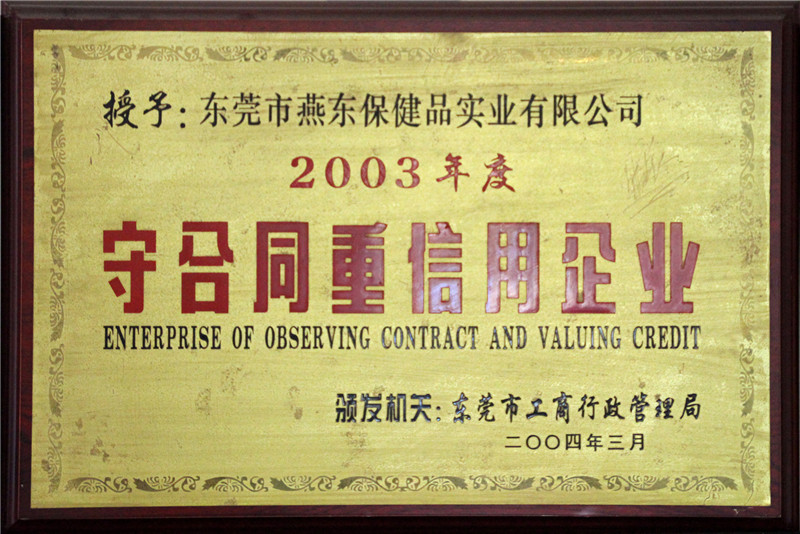 授予：东莞市燕东保健品实业有限公司
2003年度
守合同重信用企业
ENTERPRISE OF OBSERVING CONTRACT AND VALUING CREDIT
颁发机关：东莞市工商行政管理局
二〇〇四年三月